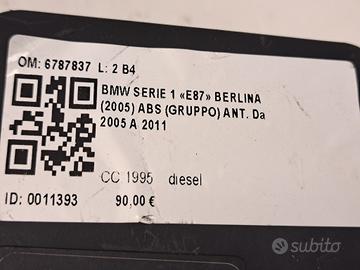 OM: 6787837 L: 2 B4
BMW SERIE 1 «E87» BERLINA
(2005) ABS (GRUPPO) ANT. Da
2005 A 2011
CC 1995 diesel
ID: 0011393 90,00 €
subito